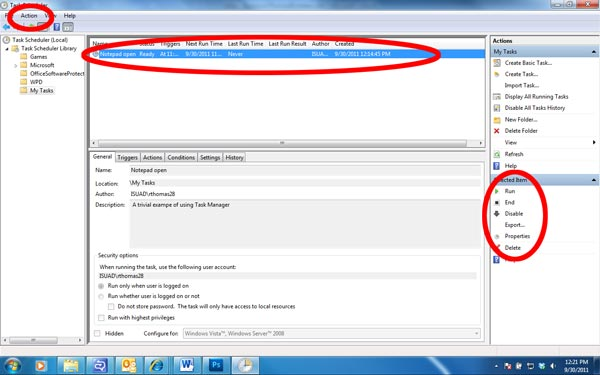 Task Scheduler
Action View Help
Task Scheduler (Local)
Task Scheduler Library
Games
Microsoft
OfficeSoftwareProtect
WPD
My Tasks
Name Status Triggers Next Run Time Last Run Time Last Run Result Author Created
Notepad open Ready At 11:... 9/30/2011 11... Never ISUA... 9/30/2011 12:14:45 PM
General Triggers Actions Conditions Settings History
Name: Notepad open
Location: \My Tasks
Author: ISUAD\rthomas28
Description: A trivial exampe of using Task Manager
Security options
When running the task, use the following user account:
ISUAD\rthomas28
Run only when user is logged on
Run whether user is logged on or not
Do not store password. The task will only have access to local resources
Run with highest privileges
Hidden Configure for: Windows Vista™, Windows Server™ 2008
Actions
My Tasks
Create Basic Task...
Create Task...
Import Task...
Display All Running Tasks
Disable All Tasks History
New Folder...
Delete Folder
View
Refresh
Help
Selected Item
Run
End
Disable
Export...
Properties
Delete
12:21 PM
9/30/2011